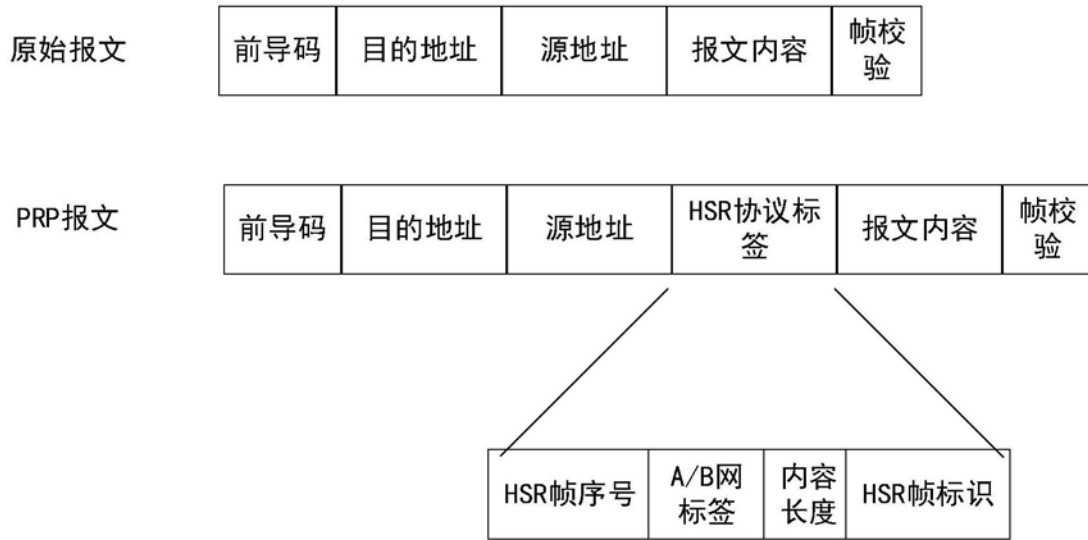 原始报文
前导码
目的地址
源地址
报文内容
帧校
验
PRP报文
前导码
目的地址
源地址
HSR协议标
签
报文内容
帧校
验
HSR帧序号
A/B网
标签
内容
长度
HSR帧标识